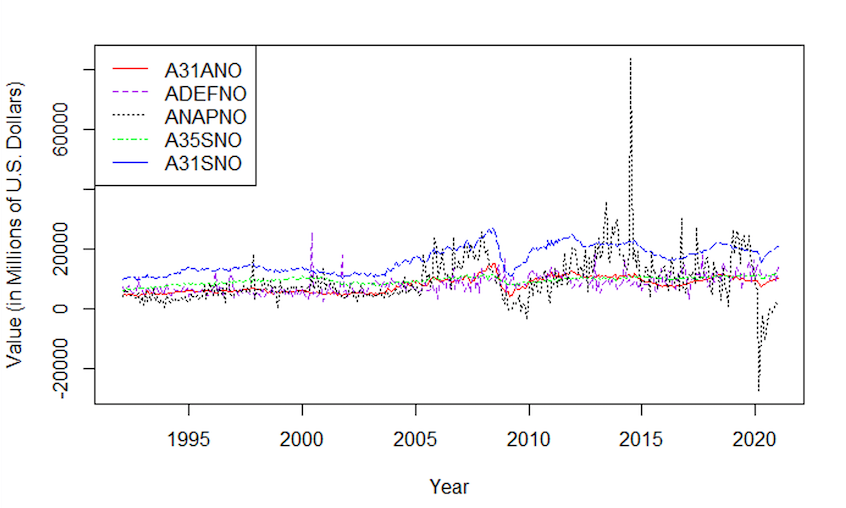 A31ANO
ADEFNO
ANAPNO
A35SNO
A31SNO
Value (in Millions of U.S. Dollars)
60000
20000
0
-20000
1995 2000 2005 2010 2015 2020
Year